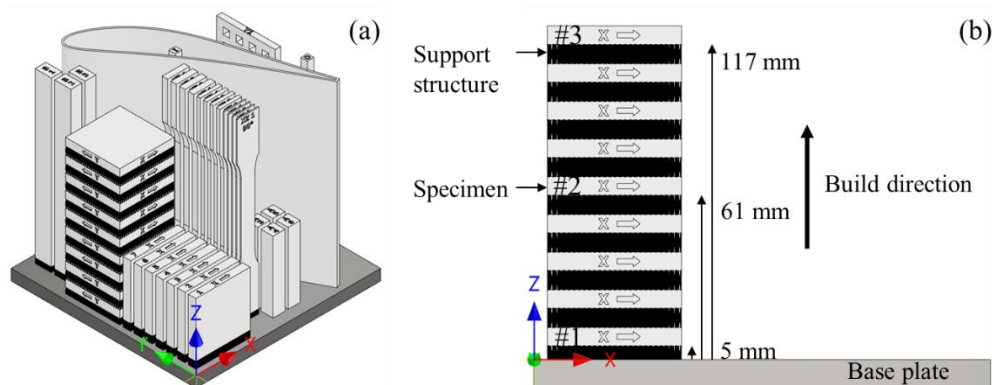 (a)
Z
Y
X
Support
structure
Specimen
#3
X
X
X
X
#2
X
X
X
X
#1
X
Z
X
117 mm
61 mm
5 mm
(b)
Build direction
Base plate